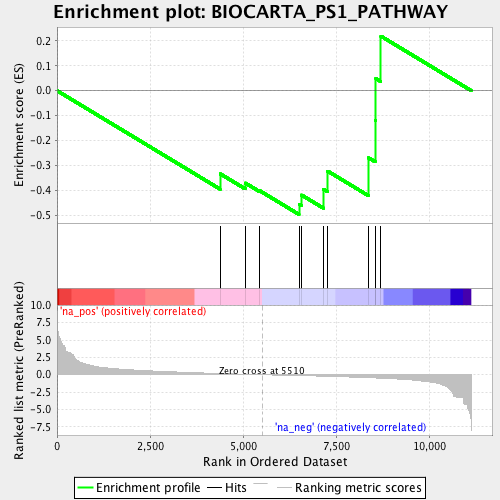 Enrichment plot: BIOCARTA_PS1_PATHWAY
Enrichment score (ES)
0.2
0.1
0.0
-0.1
-0.2
-0.3
-0.4
-0.5
'na_pos' (positively correlated)
Ranked list metric (PreRanked)
10.0
7.5
5.0
2.5
0.0
-2.5
-5.0
-7.5
Zero cross at 5510
'na_neg' (negatively correlated)
0 2,500 5,000 7,500 10,000
Rank in Ordered Dataset
Enrichment profile Hits Ranking metric scores